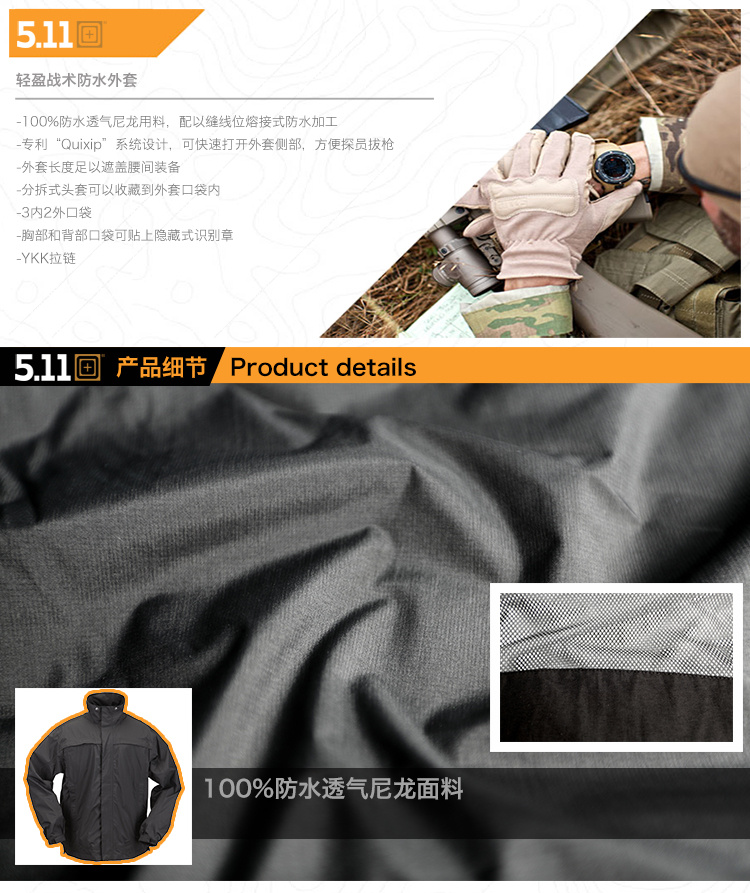 5.11
轻盈战术防水外套
-100%防水透气尼龙用料，配以缝线位熔接式防水加工
-专利“Quixip”系统设计，可快速打开外套侧部，方便探员拔枪
-外套长度足以遮盖腰间装备
-分拆式头套可以收藏到外套口袋内
-3内2外口袋
-胸部和背部口袋可贴上隐藏式识别章
-YKK拉链
5.11 产品细节 Product details
100%防水透气尼龙面料